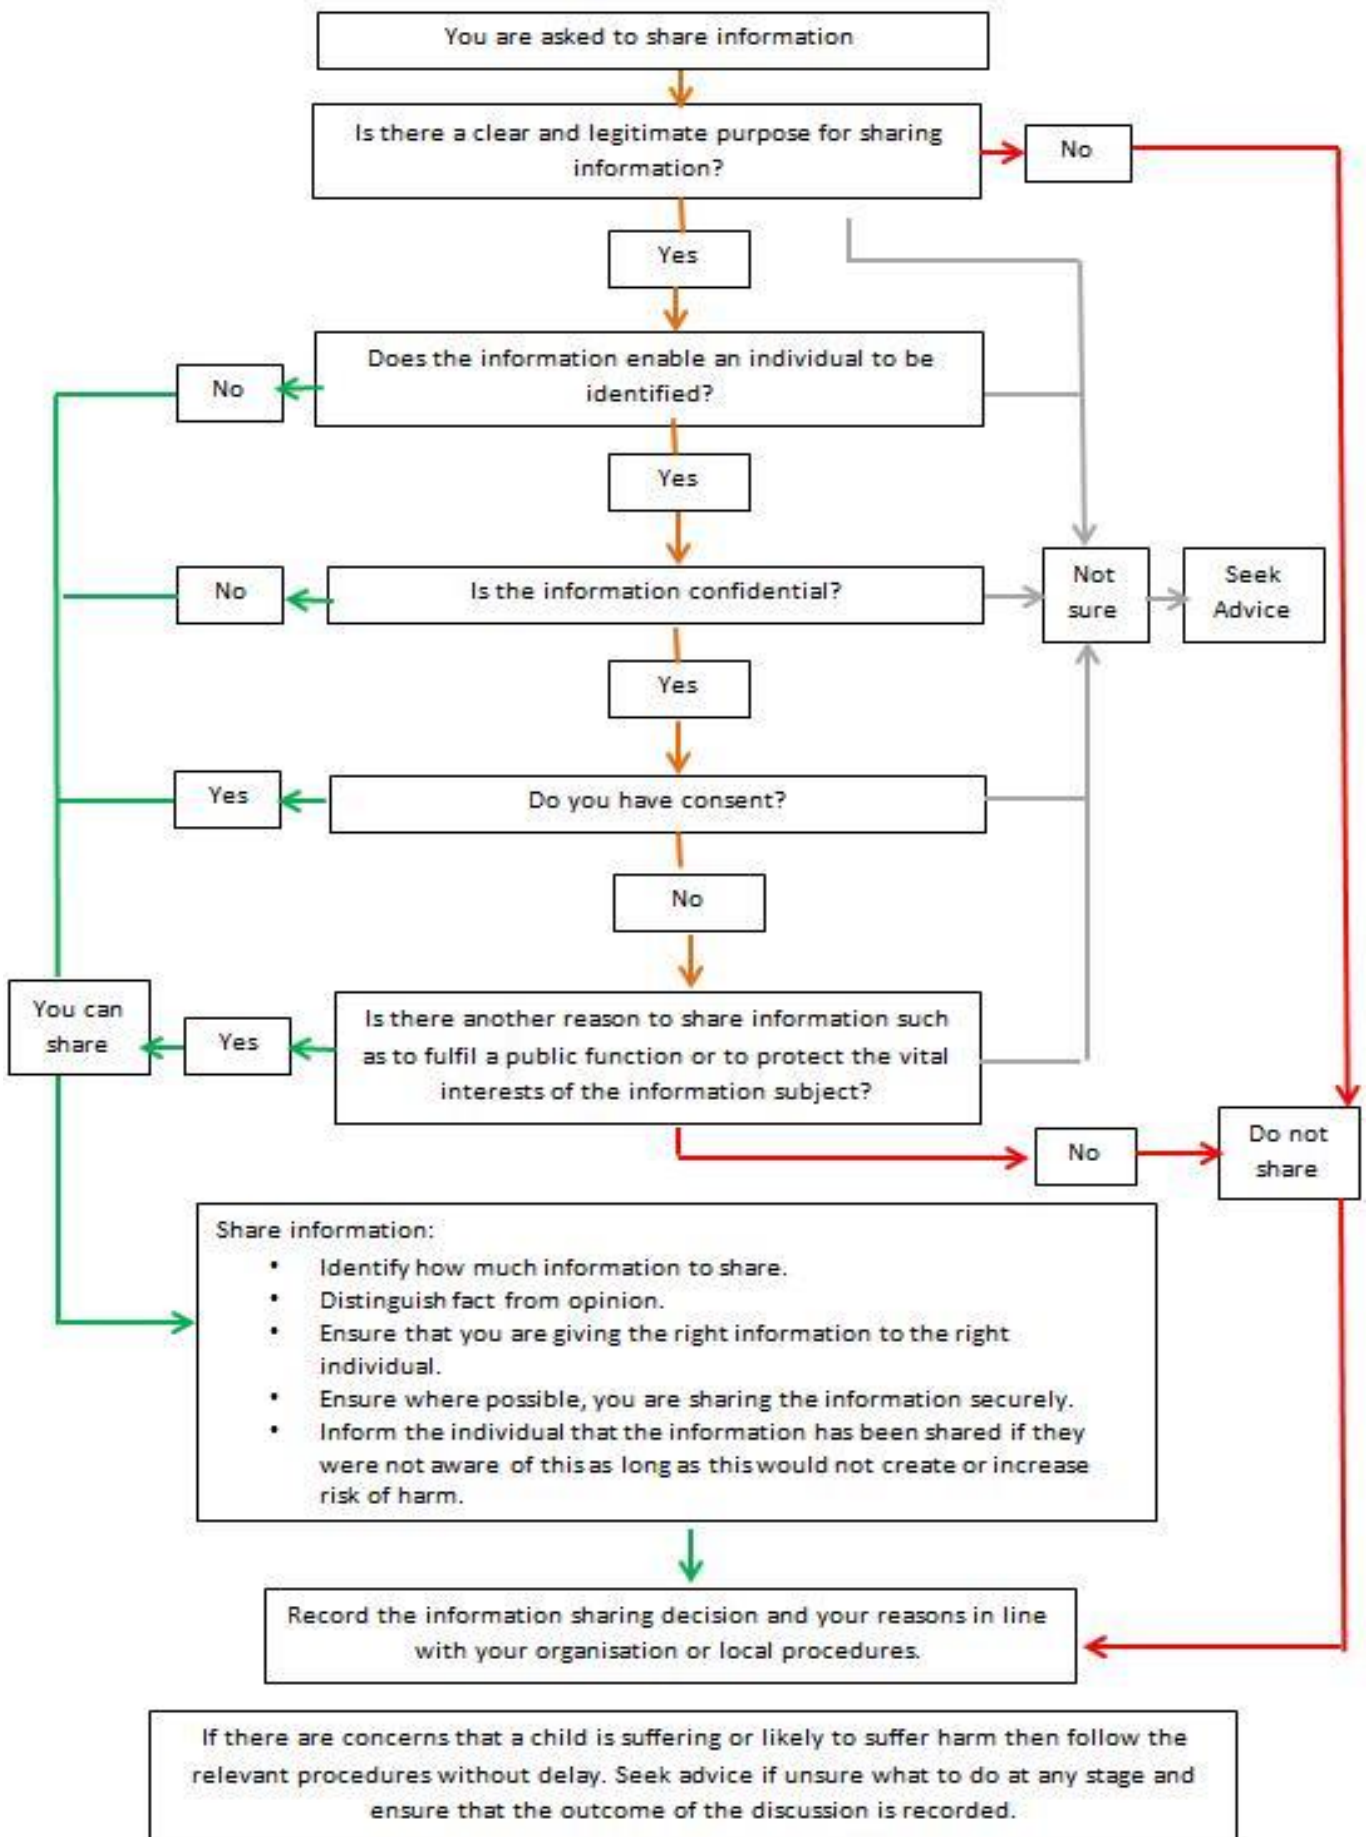 You are asked to share information
Is there a clear and legitimate purpose for sharing
information?
No
Yes
Does the information enable an individual to be
identified?
No
Yes
Is the information confidential?
No
Not
sure
Seek
Advice
Yes
Do you have consent?
Yes
No
Is there another reason to share information such
as to fulfil a public function or to protect the vital
interests of the information subject?
Yes
You can
share
No
Do not
share
Share information:
• Identify how much information to share.
• Distinguish fact from opinion.
• Ensure that you are giving the right information to the right
individual.
• Ensure where possible, you are sharing the information securely.
• Inform the individual that the information has been shared if they
were not aware of this as long as this would not create or increase
risk of harm.
Record the information sharing decision and your reasons in line
with your organisation or local procedures.
If there are concerns that a child is suffering or likely to suffer harm then follow the
relevant procedures without delay. Seek advice if unsure what to do at any stage and
ensure that the outcome of the discussion is recorded.